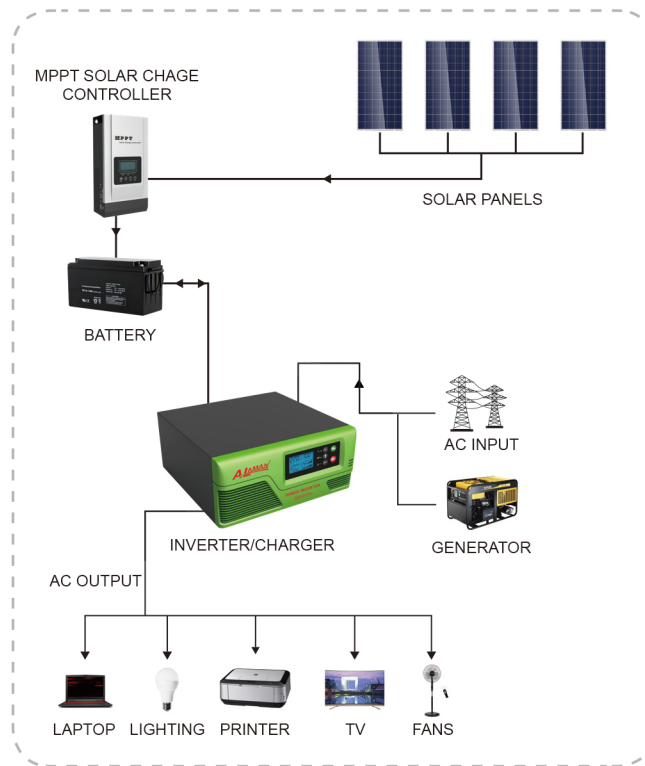 MPPT SOLAR CHAGE
CONTROLLER
MPPT
SOLAR PANELS
BATTERY
AC INPUT
GENERATOR
INVERTER/CHARGER
AC OUTPUT
LAPTOP
LIGHTING
PRINTER
TV
FANS